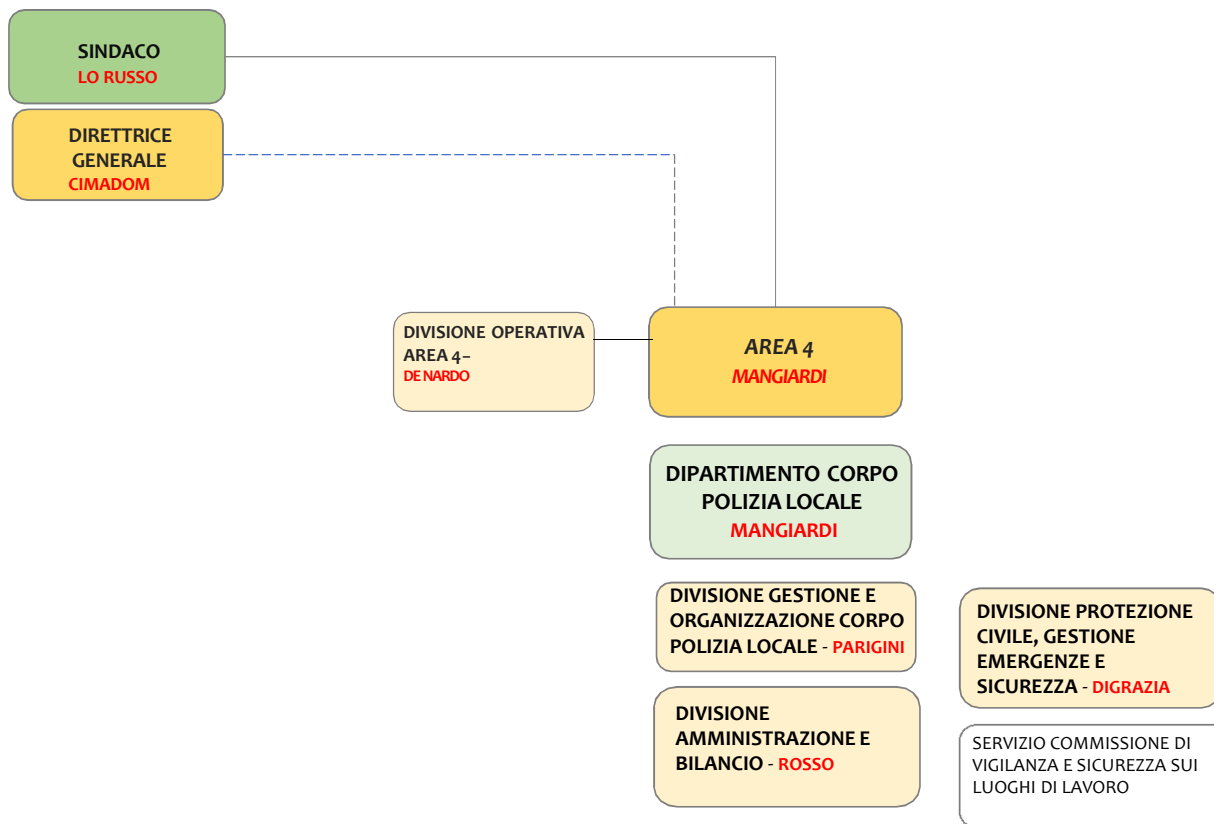 SINDACO
LO RUSSO
DIRETTRICE
GENERALE
CIMADOM
DIVISIONE OPERATIVA
AREA 4–
DE NARDO
AREA 4
MANGIARDI
DIPARTIMENTO CORPO
POLIZIA LOCALE
MANGIARDI
DIVISIONE GESTIONE E
ORGANIZZAZIONE CORPO
POLIZIA LOCALE - PARIGINI
DIVISIONE
AMMINISTRAZIONE E
BILANCIO - ROSSO
DIVISIONE PROTEZIONE
CIVILE, GESTIONE
EMERGENZE E
SICUREZZA - DIGRAZIA
SERVIZIO COMMISSIONE DI
VIGILANZA E SICUREZZA SUI
LUOGHI DI LAVORO